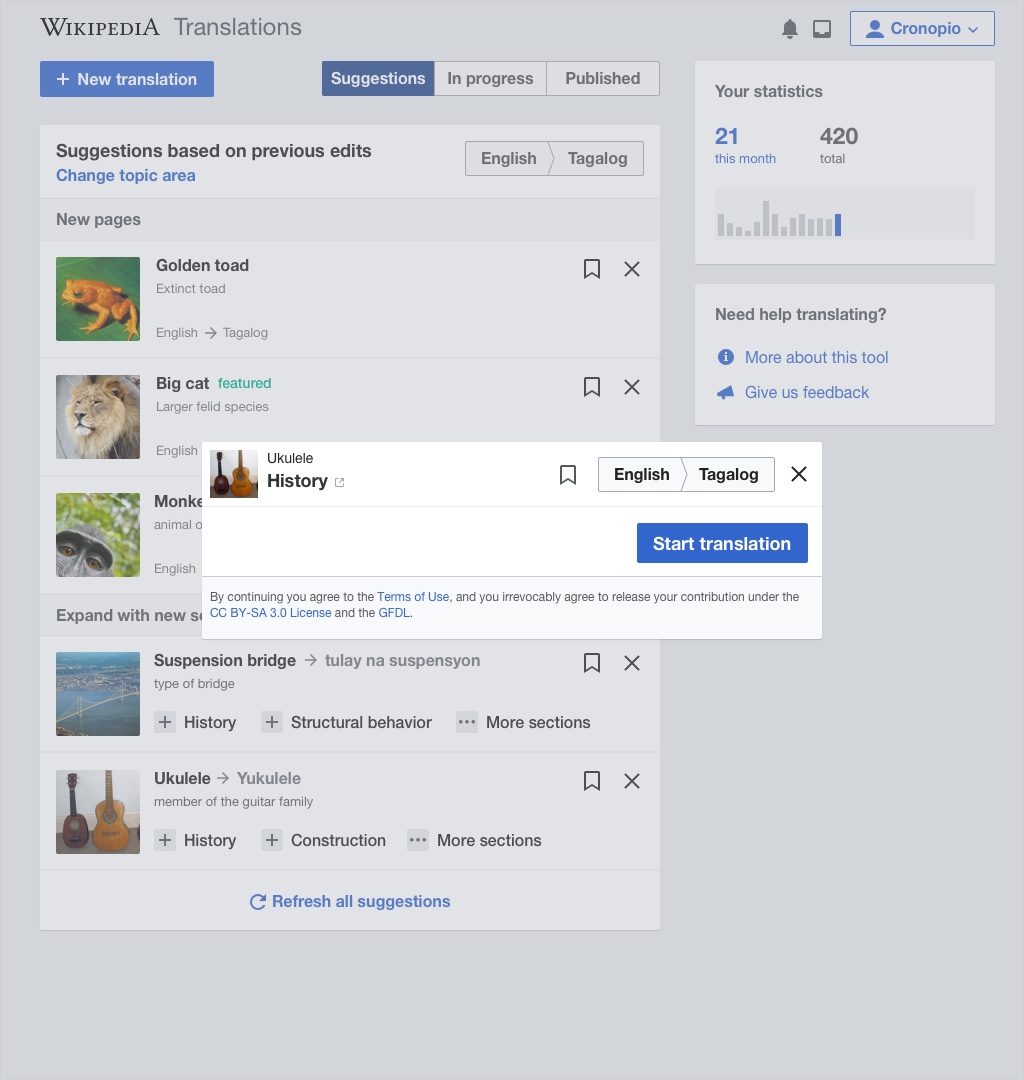 WIKIPEDIA Translations
Cronopio
+ New translation
Suggestions In progress Published
Suggestions based on previous edits
Change topic area
English Tagalog
New pages
Golden toad
Extinct toad
English → Tagalog
Big cat featured
Larger felid species
English
Monke
animal o
English
Expand with new se
Suspension bridge → tulay na suspensyon
type of bridge
+ History + Structural behavior ··· More sections
Ukulele → Yukulele
member of the guitar family
+ History + Construction ··· More sections
Refresh all suggestions
Your statistics
21 420
this month total
Need help translating?
More about this tool
Give us feedback
Ukulele
History
English Tagalog
Start translation
By continuing you agree to the Terms of Use, and you irrevocably agree to release your contribution under the
CC BY-SA 3.0 License and the GFDL.